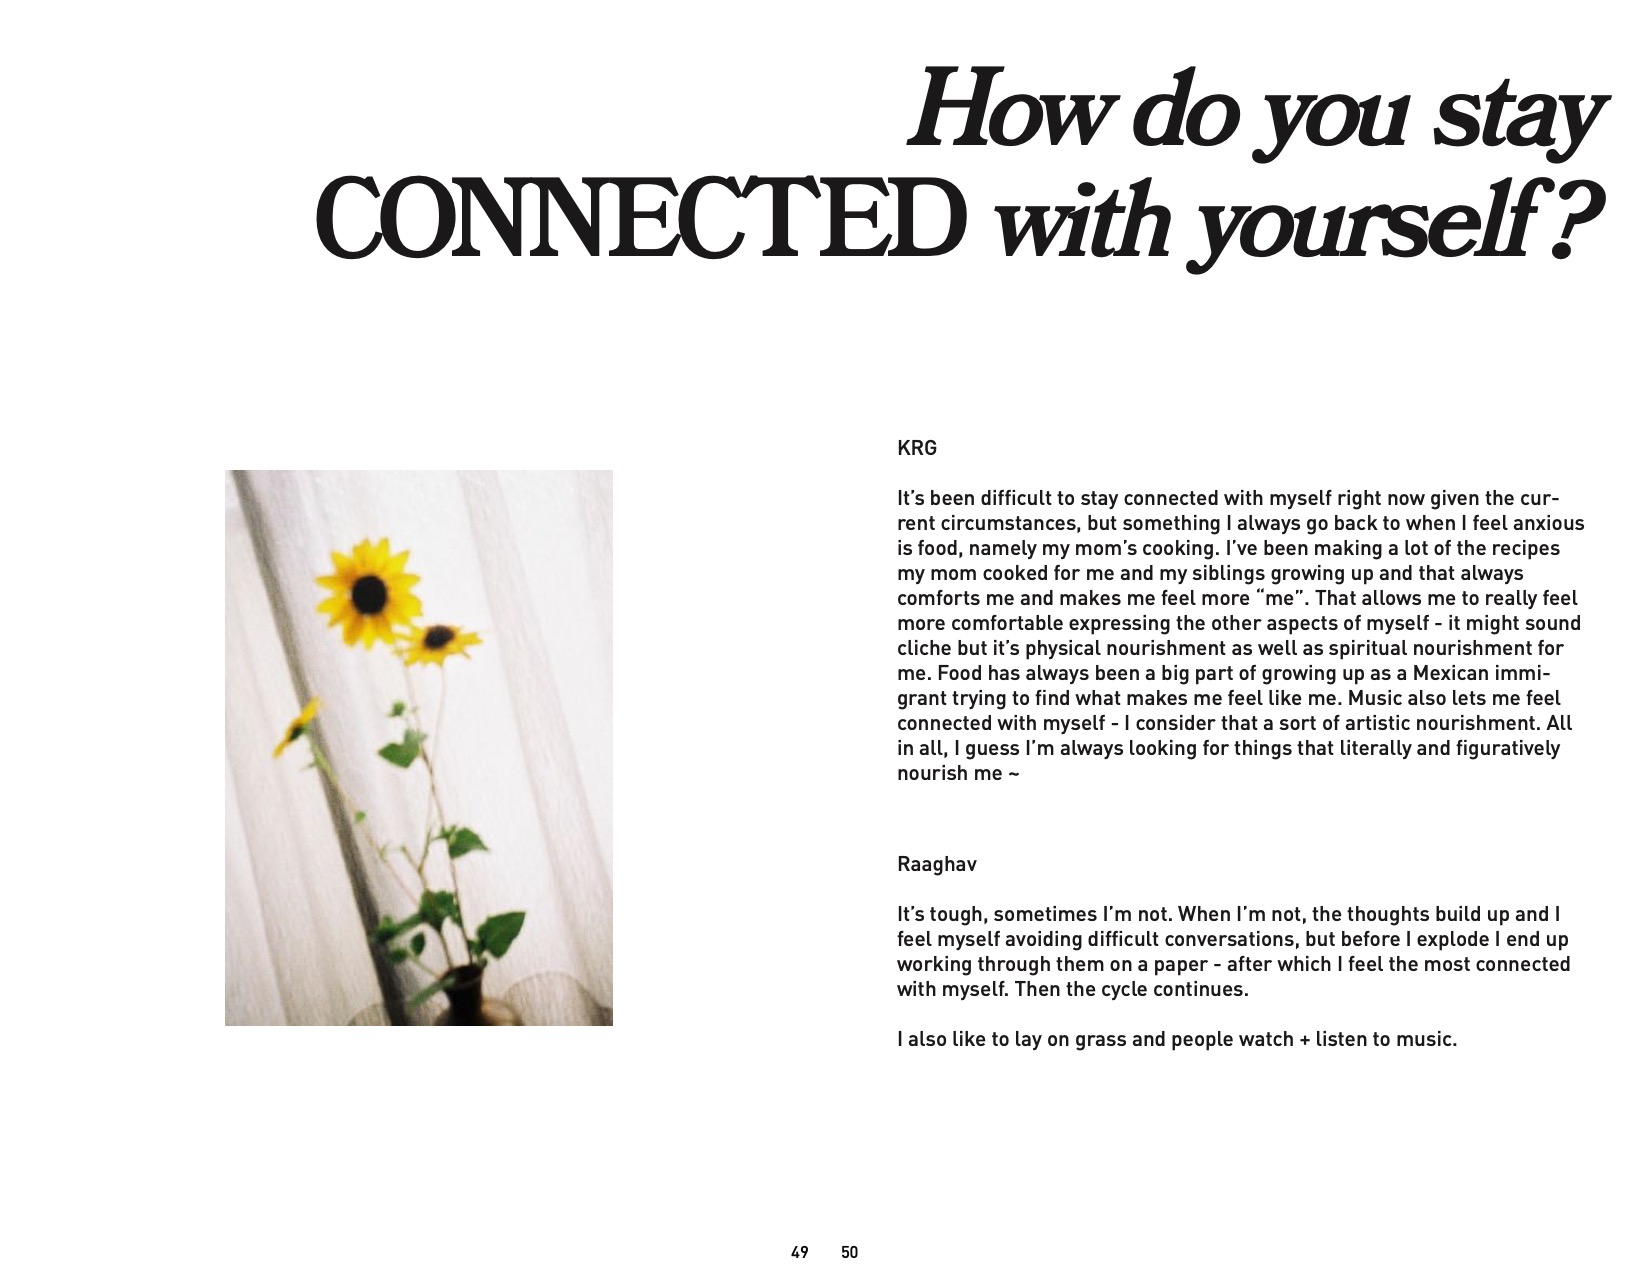 How do you stay
CONNECTED with yourself?
KRG
It’s been difficult to stay connected with myself right now given the cur-
rent circumstances, but something I always go back to when I feel anxious
is food, namely my mom’s cooking. I’ve been making a lot of the recipes
my mom cooked for me and my siblings growing up and that always
comforts me and makes me feel more “me”. That allows me to really feel
more comfortable expressing the other aspects of myself - it might sound
cliche but it’s physical nourishment as well as spiritual nourishment for
me. Food has always been a big part of growing up as a Mexican immi-
grant trying to find what makes me feel like me. Music also lets me feel
connected with myself - I consider that a sort of artistic nourishment. All
in all, I guess I’m always looking for things that literally and figuratively
nourish me ~
Raaghav
It’s tough, sometimes I’m not. When I’m not, the thoughts build up and I
feel myself avoiding difficult conversations, but before I explode I end up
working through them on a paper - after which I feel the most connected
with myself. Then the cycle continues.
I also like to lay on grass and people watch + listen to music.
49 50